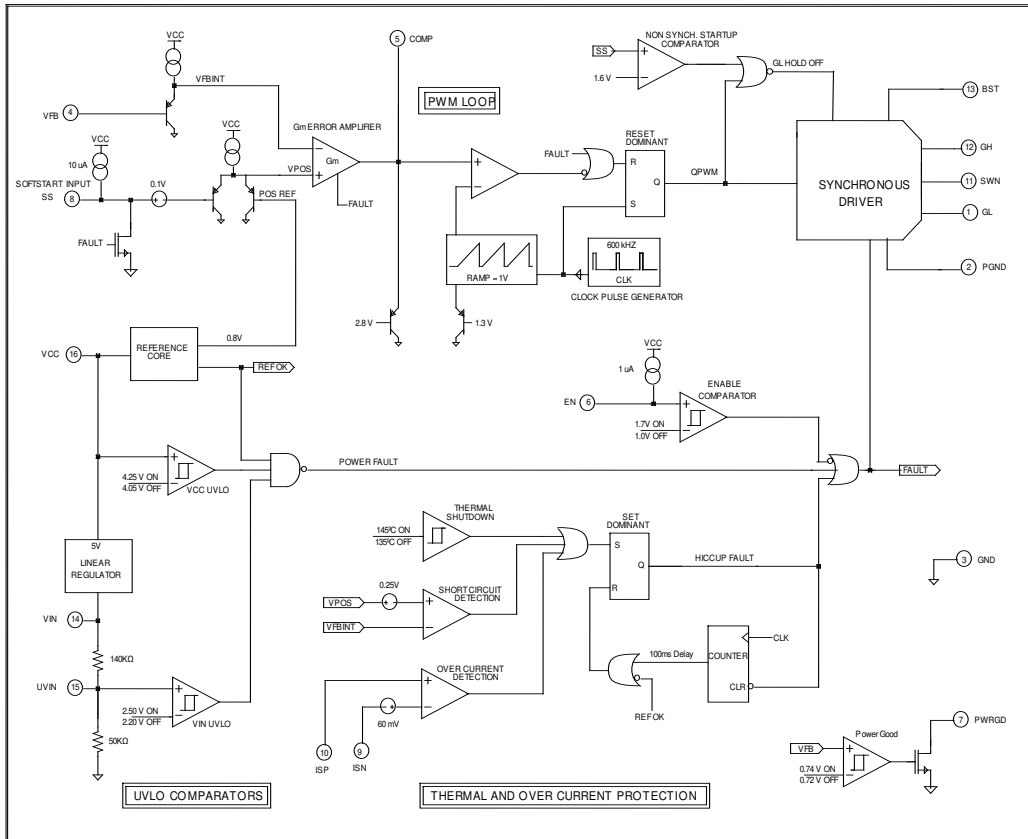 VCC
VFBINT
VFB
4
5
COMP
PWM LOOP
Gm ERROR AMPLIFIER
Gm
VCC
VCC
10 uA
VPOS
SOFTSTART INPUT
SS
8
0.1V
POS REF
FAULT
FAULT
NON SYNCH. STARTUP
COMPARATOR
SS
1.6 V
GL HOLD OFF
RESET
DOMINANT
FAULT
R
Q
S
QPWM
SYNCHRONOUS
DRIVER
13
BST
12
GH
11
SWN
1
GL
2
PGND
RAMP = 1V
600 kHZ
CLK
CLOCK PULSE GENERATOR
2.8 V
1.3 V
VCC
16
REFERENCE
CORE
0.8V
REFOK
VCC
1 uA
EN
6
ENABLE
COMPARATOR
1.7V ON
1.0V OFF
4.25 V ON
4.05 V OFF
VCC UVLO
POWER FAULT
FAULT
5V
LINEAR
REGULATOR
THERMAL
SHUTDOWN
145ºC ON
135ºC OFF
SET
DOMINANT
S
Q
R
HICCUP FAULT
3
GND
0.25V
VPOS
VFBINT
SHORT CIRCUIT
DETECTION
VIN
14
140KΩ
UVIN
15
2.50 V ON
2.20 V OFF
VIN UVLO
50KΩ
OVER CURRENT
DETECTION
60 mV
10
ISP
9
ISN
100ms Delay
REFOK
COUNTER
CLK
CLR
7
PWRGD
Power Good
VFB
0.74 V ON
0.72 V OFF
UVLO COMPARATORS
THERMAL AND OVER CURRENT PROTECTION